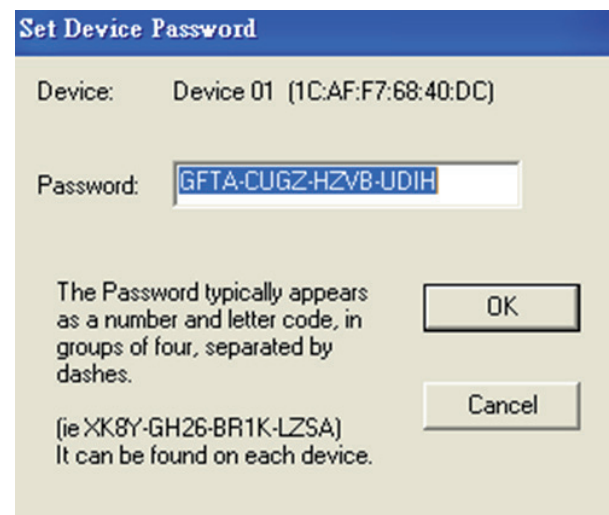 Set Device Password
Device: Device 01 (1C:AF:F7:68:40:DC)
Password: GFTA-CUGZ-HZVB-UDIH
The Password typically appears
as a number and letter code, in
groups of four, separated by
dashes.
(ie XK8Y-GH26-BR1K-LZSA)
It can be found on each device.
OK
Cancel